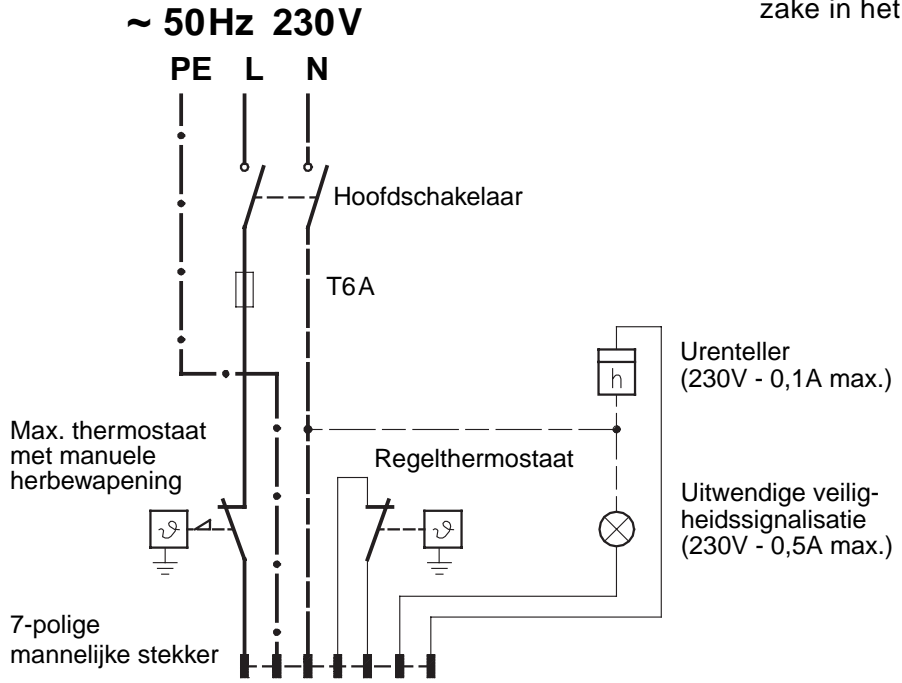 zake in het
~ 50Hz 230V
PE L N
Hoofdschakelaar
T6A
Urenteller
(230V - 0,1A max.)
h
Max. thermostaat
met manuele
herbewapening
Regelthermostaat
Uitwendige veilig-
heidssignalisatie
(230V - 0,5A max.)
ϑ ϑ
7-polige
mannelijke stekker